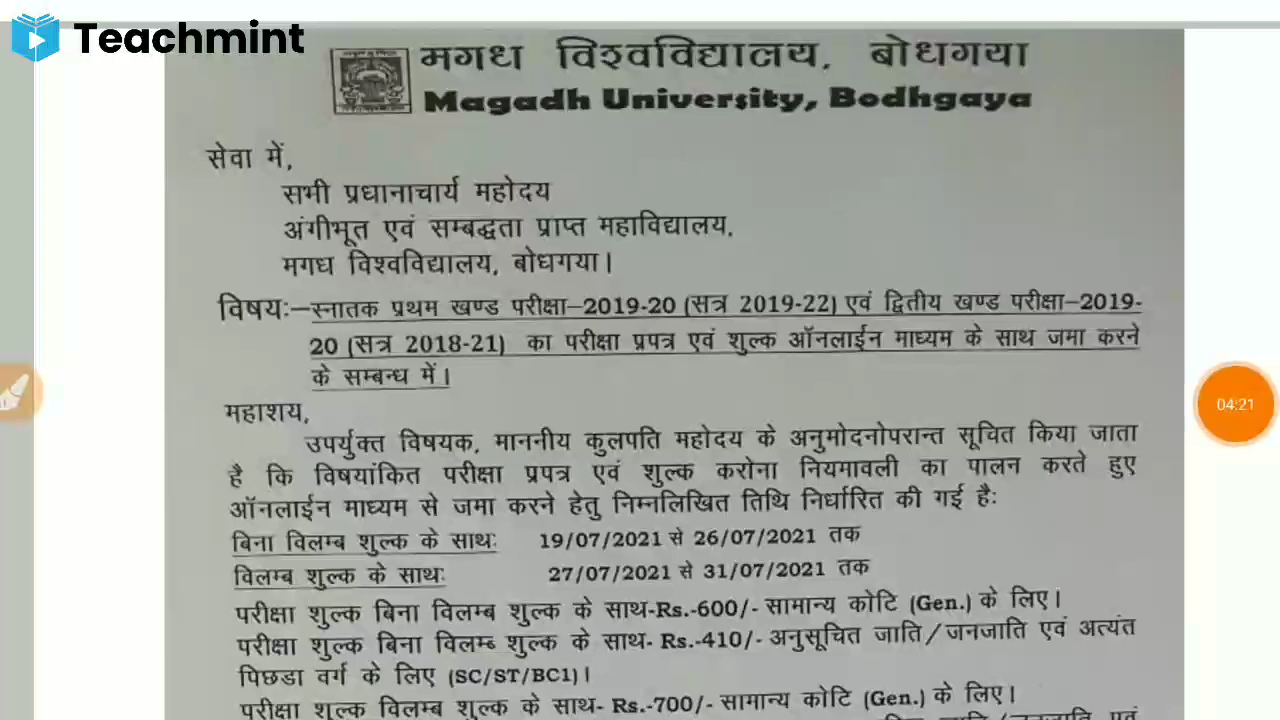 Teachmint
मगध विश्वविद्यालय, बोधगया
Magadh University, Bodhgaya
सेवा में,
सभी प्रधानाचार्य महोदय
अंगीभूत एवं सम्बद्धता प्राप्त महाविद्यालय,
मगध विश्वविद्यालय, बोधगया।
विषयः–स्नातक प्रथम खण्ड परीक्षा–2019-20 (सत्र 2019-22) एवं द्वितीय खण्ड परीक्षा–2019-
20 (सत्र 2018-21) का परीक्षा प्रपत्र एवं शुल्क ऑनलाईन माध्यम के साथ जमा करने
के सम्बन्ध में।
महाशय,
उपर्युक्त विषयक, माननीय कुलपति महोदय के अनुमोदनोपरान्त सूचित किया जाता
है कि विषयांकित परीक्षा प्रपत्र एवं शुल्क करोना नियमावली का पालन करते हुए
ऑनलाईन माध्यम से जमा करने हेतु निम्नलिखित तिथि निर्धारित की गई हैः
बिना विलम्ब शुल्क के साथः 19/07/2021 से 26/07/2021 तक
विलम्ब शुल्क के साथः 27/07/2021 से 31/07/2021 तक
04:21
परीक्षा शुल्क बिना विलम्ब शुल्क के साथ-Rs.-600/- सामान्य कोटि (Gen.) के लिए।
परीक्षा शुल्क बिना विलम्ब शुल्क के साथ- Rs.-410/- अनुसूचित जाति/जनजाति एवं अत्यंत
पिछडा वर्ग के लिए (SC/ST/BC1)।
परीक्षा शुल्क विलम्ब शुल्क के साथ- Rs.-700/- सामान्य कोटि (Gen.) के लिए।